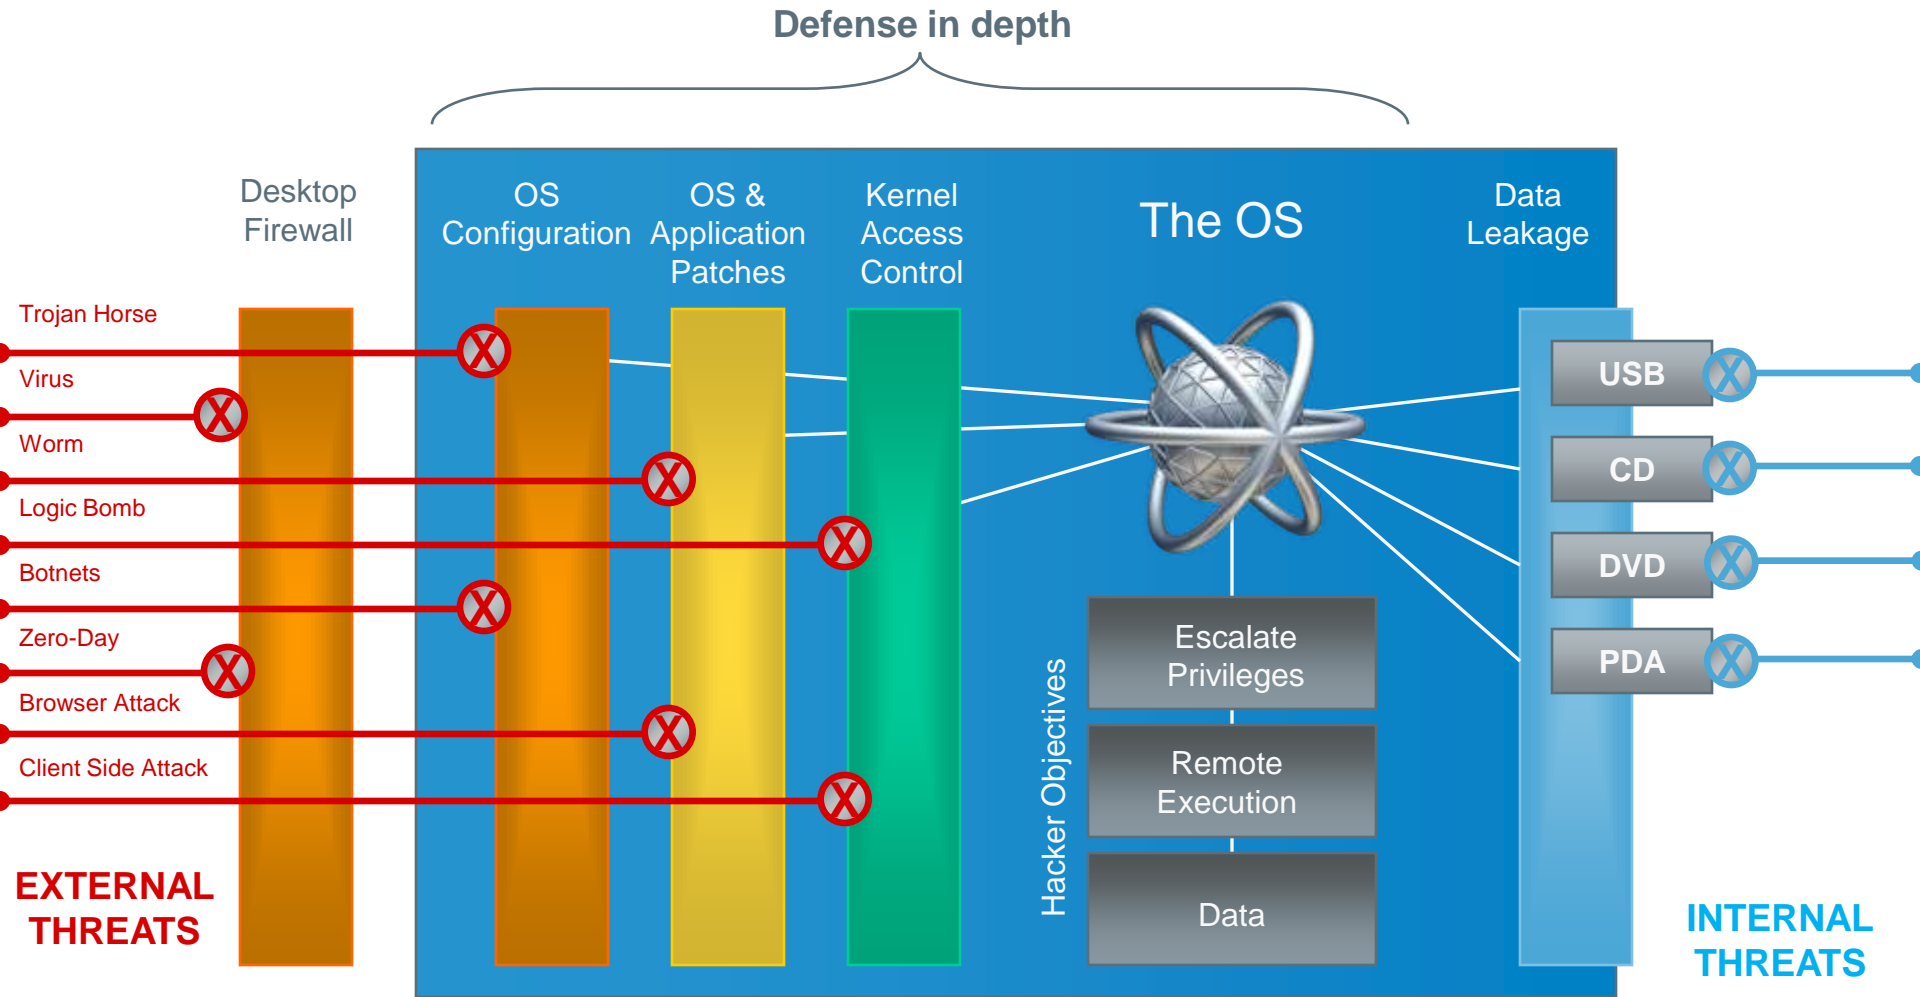 Defense in depth
Desktop
Firewall
OS
Configuration
OS &
Application
Patches
Kernel
Access
Control
The OS
Data
Leakage
Trojan Horse
X
Virus
X
Worm
X
Logic Bomb
X
Botnets
X
Zero-Day
X
Browser Attack
X
Client Side Attack
X
EXTERNAL
THREATS
Hacker Objectives
Escalate
Privileges
Remote
Execution
Data
USB
X
CD
X
DVD
X
PDA
X
INTERNAL
THREATS